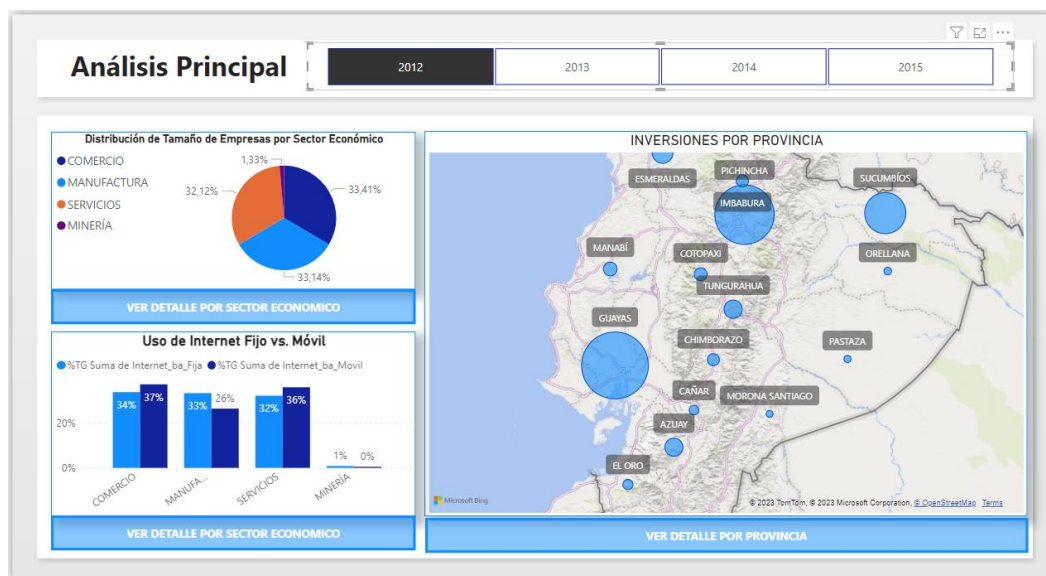 Análisis Principal
2012
2013
2014
2015
Distribución de Tamaño de Empresas por Sector Económico
COMERCIO
MANUFACTURA
SERVICIOS
MINERÍA
1,33%
32,12%
33,41%
33,14%
VER DETALLE POR SECTOR ECONOMICO
Uso de Internet Fijo vs. Móvil
%TG Suma de Internet_ba_Fija %TG Suma de Internet_ba_Movil
20%
0%
34%
37%
33%
26%
32%
36%
1%
0%
COMERCIO
MANUFA...
SERVICIOS
MINERÍA
VER DETALLE POR SECTOR ECONOMICO
INVERSIONES POR PROVINCIA
ESMERALDAS
PICHINCHA
SUCUMBÍOS
IMBABURA
MANABÍ
COTOPAXI
ORELLANA
TUNGURAHUA
GUAYAS
CHIMBORAZO
PASTAZA
CAÑAR
MORONA SANTIAGO
AZUAY
EL ORO
Microsoft Bing
© 2023 TomTom, © 2023 Microsoft Corporation, © OpenStreetMap Terms
VER DETALLE POR PROVINCIA